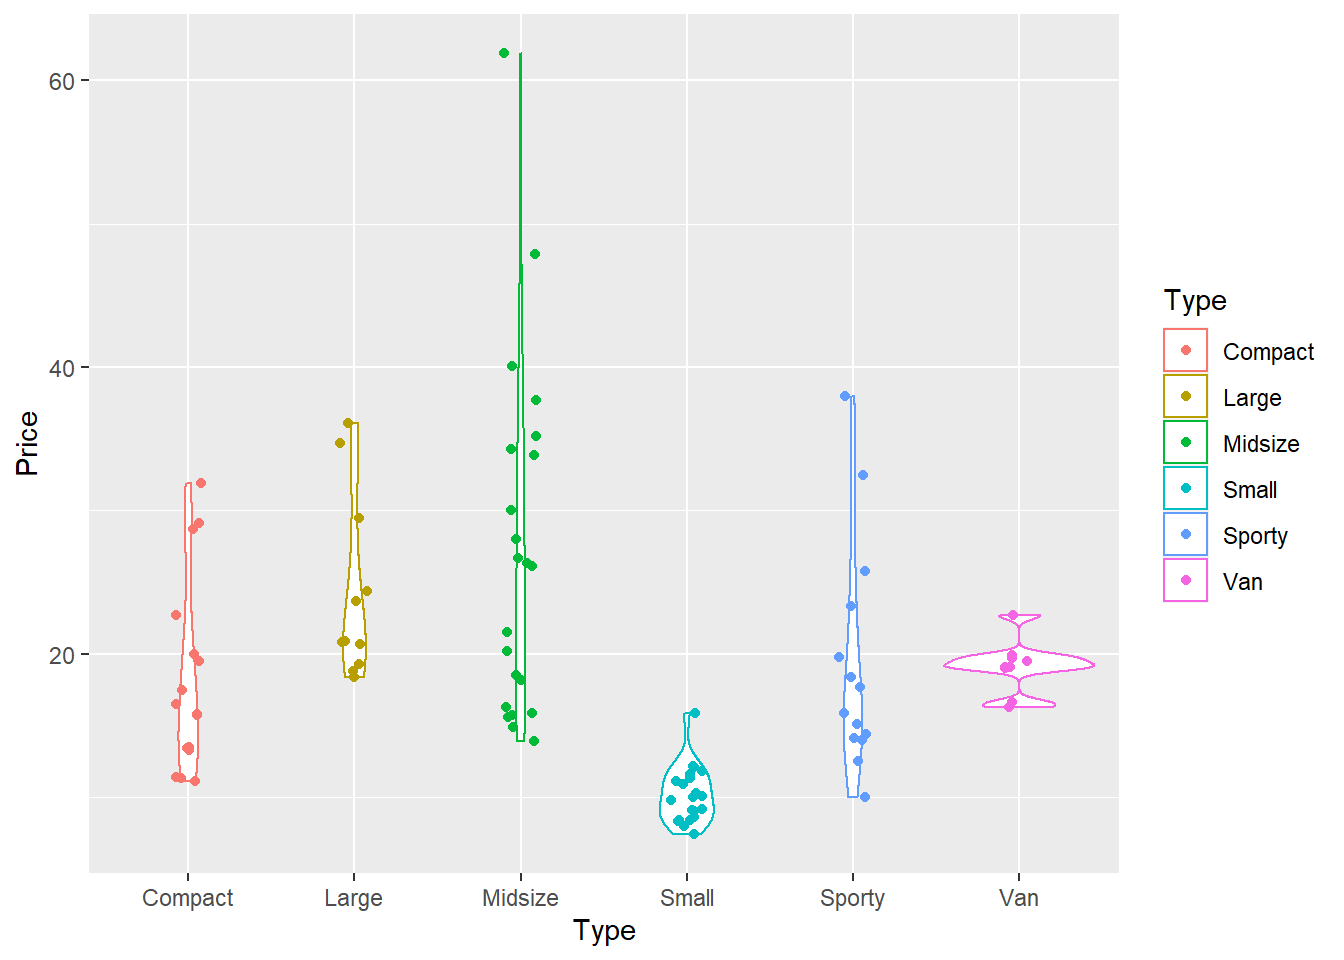 60
40
20
Price
Compact
Large
Midsize
Small
Sporty
Van
Type
Type
Compact
Large
Midsize
Small
Sporty
Van